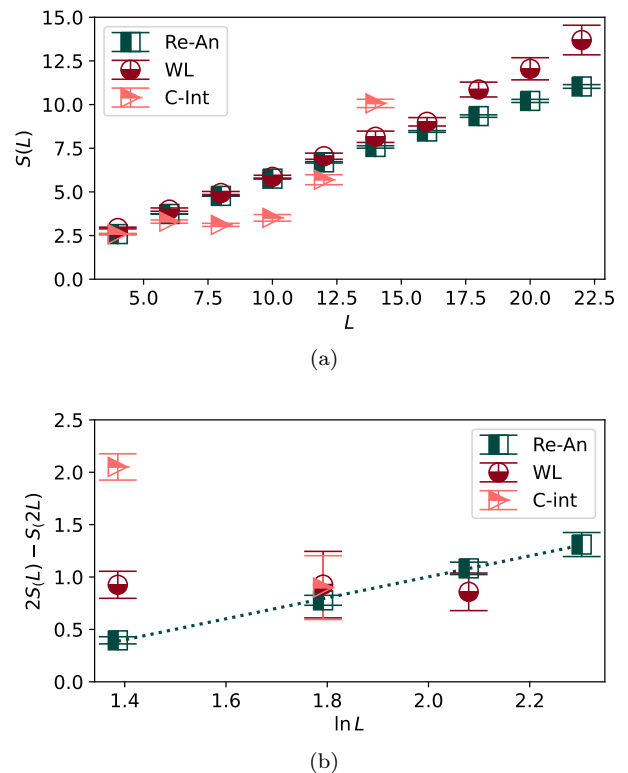 15.0
12.5
10.0
7.5
5.0
2.5
0.0
S(L)
Re-An
WL
C-Int
5.0 7.5 10.0 12.5 15.0 17.5 20.0 22.5
L
(a)
2.5
2.0
1.5
1.0
0.5
0.0
2S(L) − S(2L)
Re-An
WL
C-int
1.4 1.6 1.8 2.0 2.2
ln L
(b)